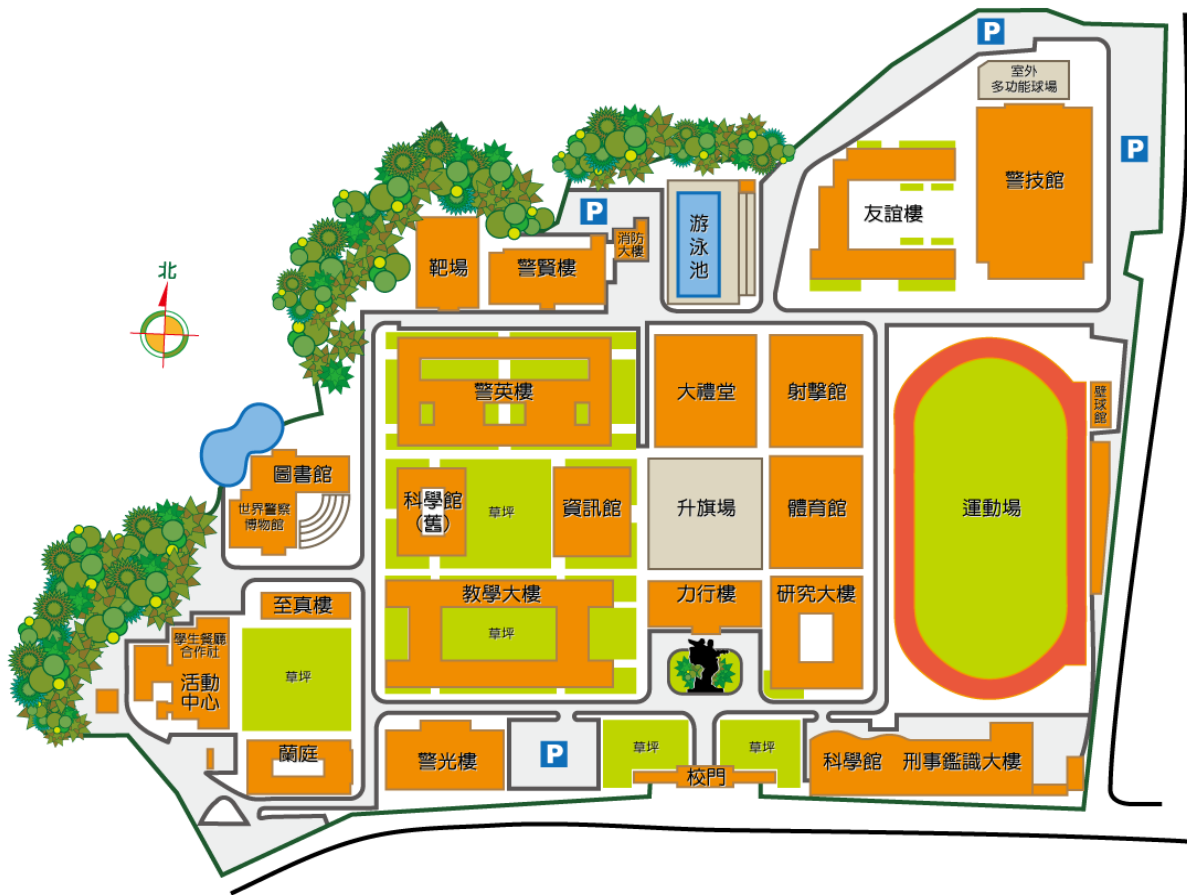 P
室外
多功能球場
警技館
P
友誼樓
P
消防
大樓
游
泳
池
靶場
警賢樓
北
警英樓
大禮堂
射擊館
壁
球
館
圖書館
世界警察
博物館
科學館
(舊)
草坪
資訊館
升旗場
體育館
運動場
教學大樓
草坪
力行樓
研究大樓
至真樓
學生餐廳
合作社
活動
中心
草坪
蘭庭
警光樓
P
草坪
草坪
校門
科學館 刑事鑑識大樓